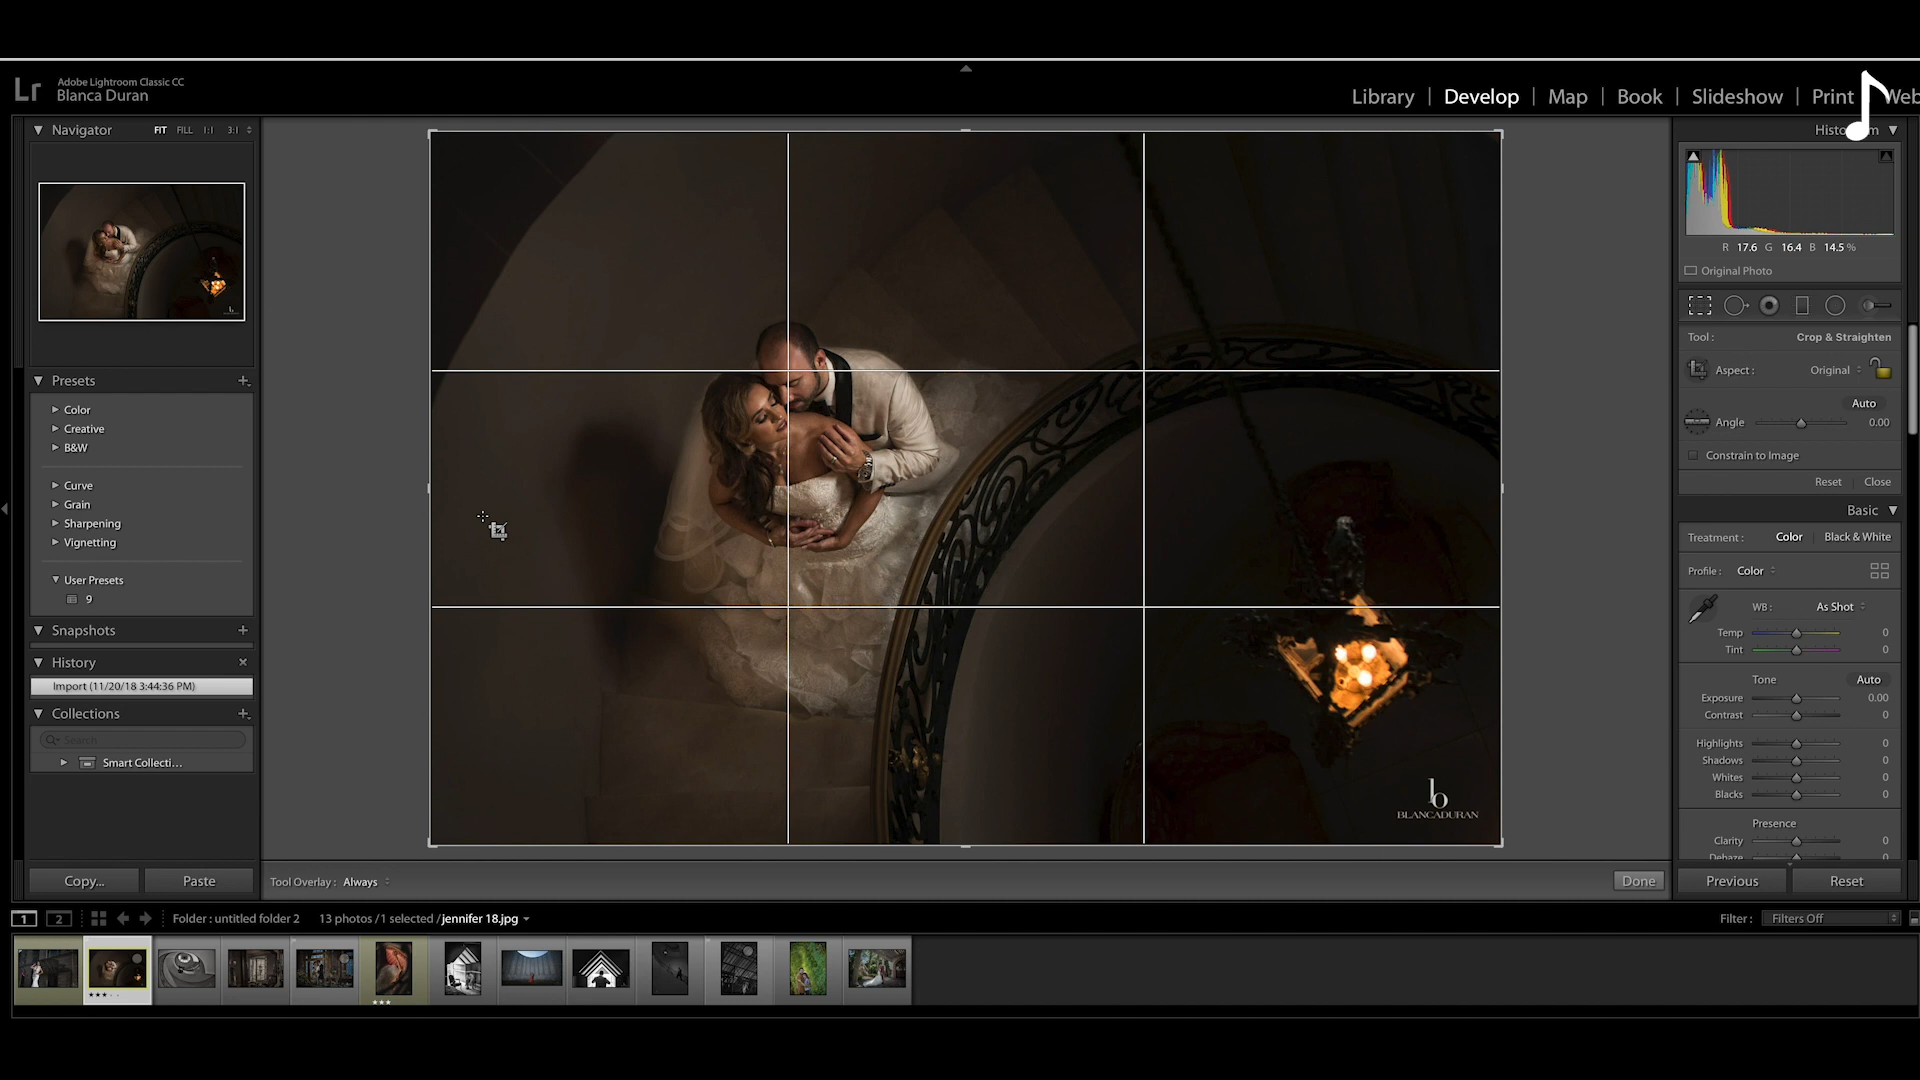 Lr Adobe Lightroom Classic CC
Blanca Duran
Library | Develop | Map | Book | Slideshow | Print Web
Navigator FIT FILL 1:1 3:1
Presets
Color
Creative
B&W
Curve
Grain
Sharpening
Vignetting
User Presets
9
Snapshots
History
Import (11/20/18 3:44:36 PM)
Collections
Search
Smart Collecti...
Copy... Paste
b
BLANCADURAN
Tool Overlay : Always
Done
R 17.6 G 16.4 B 14.5 %
Original Photo
Tool : Crop & Straighten
Aspect : Original
Auto
Angle 0.00
Constrain to Image
Reset Close
Basic
Treatment : Color Black & White
Profile : Color
WB : As Shot
Temp 0
Tint 0
Tone Auto
Exposure 0.00
Contrast 0
Highlights 0
Shadows 0
Whites 0
Blacks 0
Presence
Clarity 0
Dehaze 0
Previous Reset
1 2 Folder : untitled folder 2 13 photos / 1 selected / jennifer 18.jpg
Filter : Filters Off